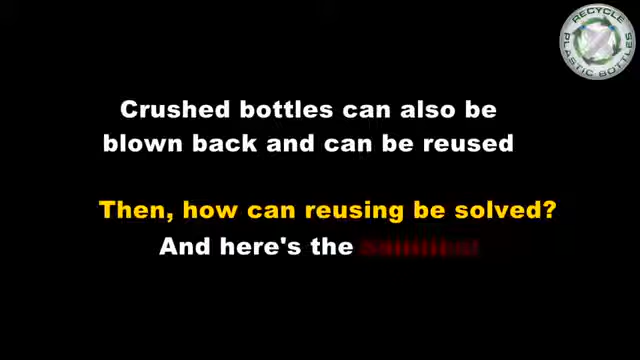 RECYCLE
PLASTIC BOTTLES
Crushed bottles can also be
blown back and can be reused
Then, how can reusing be solved?
And here's the